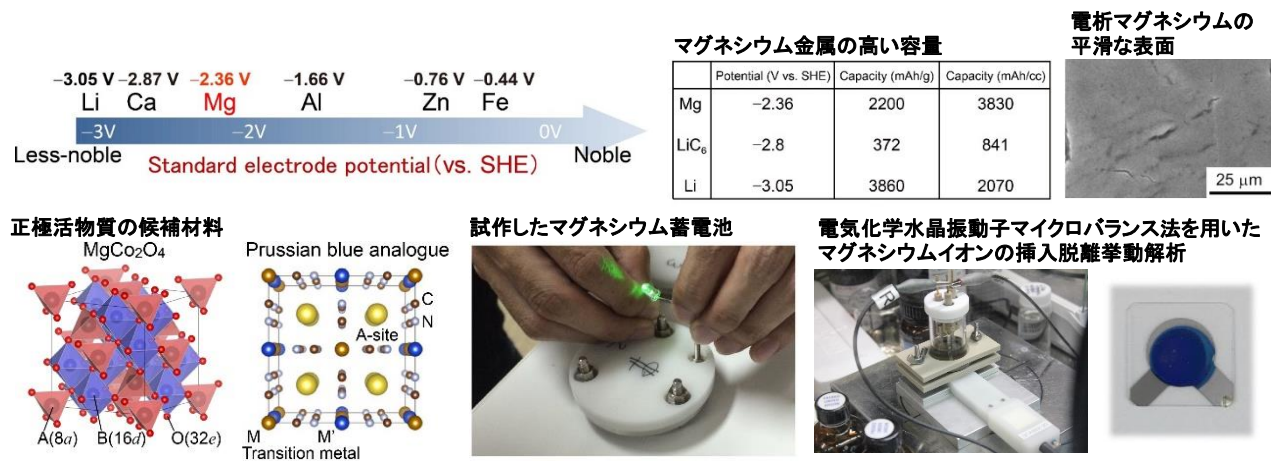 −3.05 V −2.87 V −2.36 V −1.66 V −0.76 V −0.44 V
Li Ca Mg Al Zn Fe
−3V −2V −1V 0V
Less-noble Noble
Standard electrode potential(vs. SHE)
マグネシウム金属の高い容量
Potential (V vs. SHE) Capacity (mAh/g) Capacity (mAh/cc)
Mg −2.36 2200 3830
LiC₆ −2.8 372 841
Li −3.05 3860 2070
電析マグネシウムの
平滑な表面
25 μm
正極活物質の候補材料
MgCo2O4
A(8a) B(16d) O(32e)
Prussian blue analogue
C
N
A-site
M M'
Transition metal
試作したマグネシウム蓄電池
電気化学水晶振動子マイクロバランス法を用いた
マグネシウムイオンの挿入脱離挙動解析
R